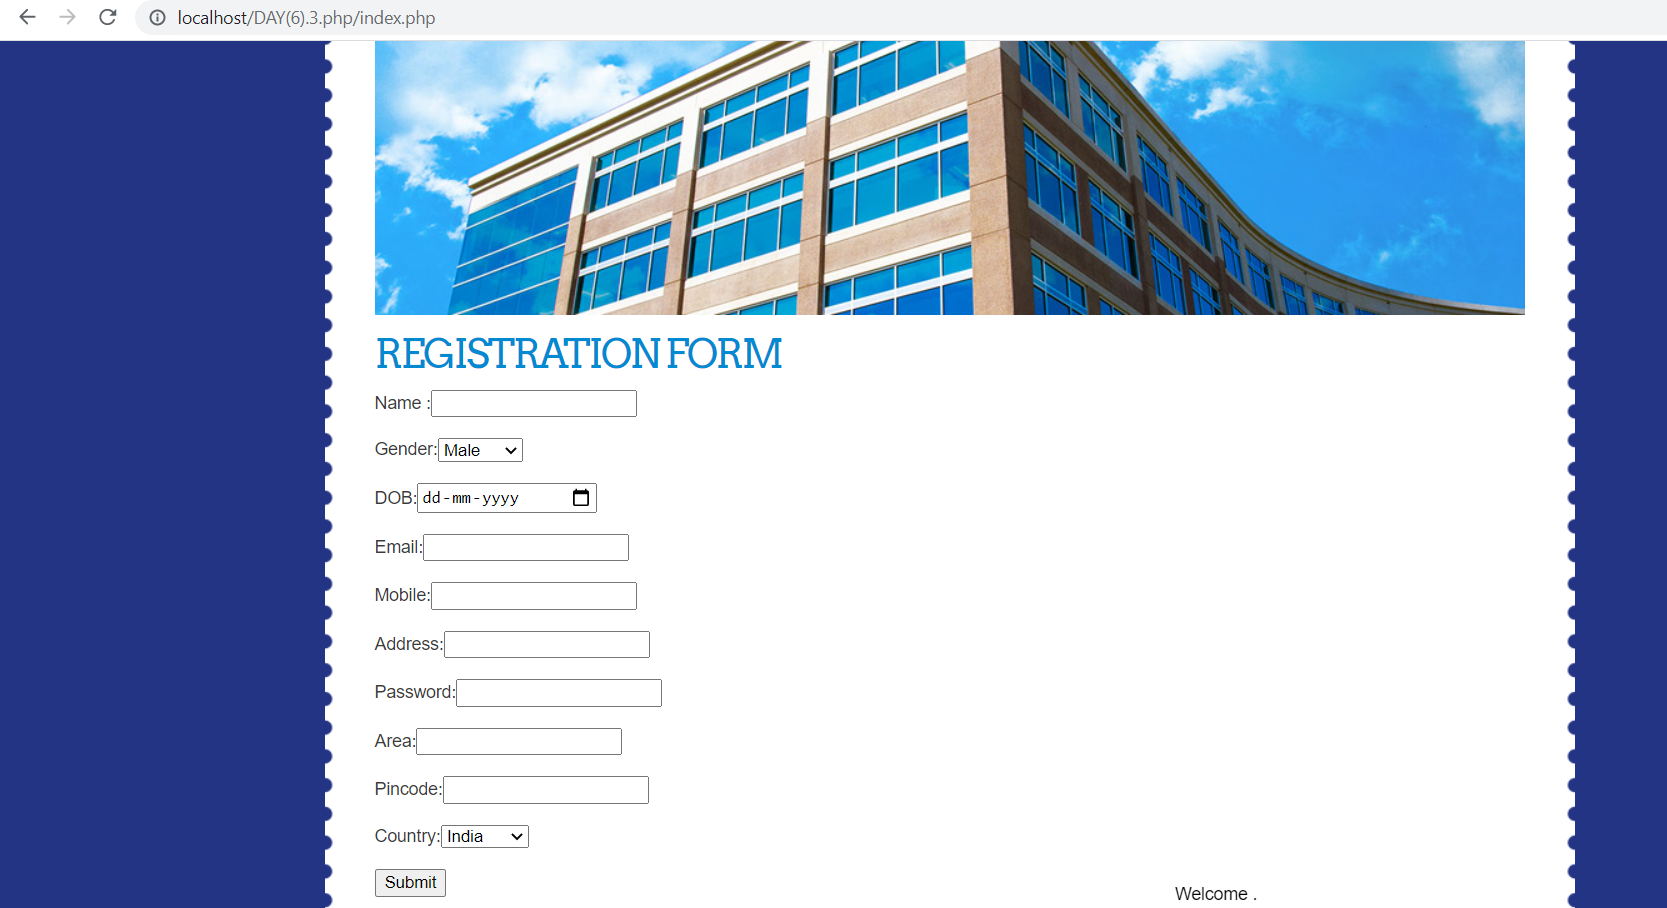 localhost/DAY(6).3.php/index.php
REGISTRATION FORM
Name :
Gender: Male
DOB: dd-mm-yyyy
Email:
Mobile:
Address:
Password:
Area:
Pincode:
Country: India
Submit
Welcome .